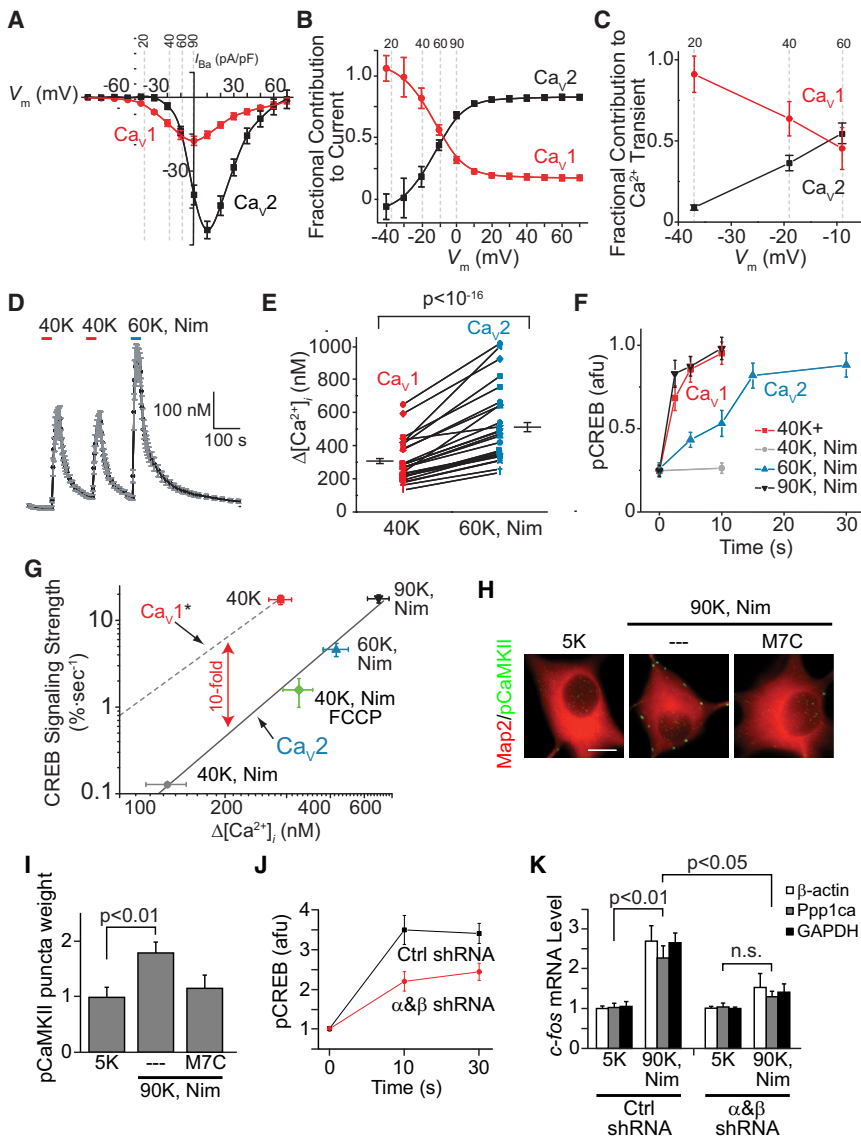 A
20
40
60
90
I_Ba (pA/pF)
V_m (mV)
-60
-30
30
60
-30
Ca_V1
Ca_V2
B
20
40
60
90
Fractional Contribution
to Current
1
0.5
0
Ca_V2
Ca_V1
-40
-20
0
20
40
60
V_m (mV)
C
20
40
60
Fractional Contribution to
Ca²⁺ Transient
1
0.5
0
Ca_V1
Ca_V2
-40
-30
-20
-10
V_m (mV)
D
40K
40K
60K, Nim
100 nM
100 s
E
p<10⁻¹⁶
Δ[Ca²⁺]_i (nM)
1000
800
600
400
200
0
Ca_V1
Ca_V2
40K
60K, Nim
F
pCREB (afu)
1.0
0.5
0.0
Ca_V1
Ca_V2
40K+
40K, Nim
60K, Nim
90K, Nim
0
10
20
30
Time (s)
G
CREB Signaling Strength
(%·sec⁻¹)
10
1
0.1
Ca_V1*
40K
90K,
Nim
60K,
Nim
10-fold
40K, Nim
FCCP
Ca_V2
40K, Nim
100
200
400
600
Δ[Ca²⁺]_i (nM)
H
90K, Nim
5K
---
M7C
Map2/pCaMKII
I
pCaMKII puncta weight
p<0.01
2
1
0
5K
---
M7C
90K, Nim
J
pCREB (afu)
4
3
2
1
Ctrl shRNA
α&β shRNA
0
10
30
Time (s)
K
p<0.05
p<0.01
n.s.
β-actin
Ppp1ca
GAPDH
c-fos mRNA Level
3
2
1
0
5K
90K,
Nim
5K
90K,
Nim
Ctrl
shRNA
α&β
shRNA